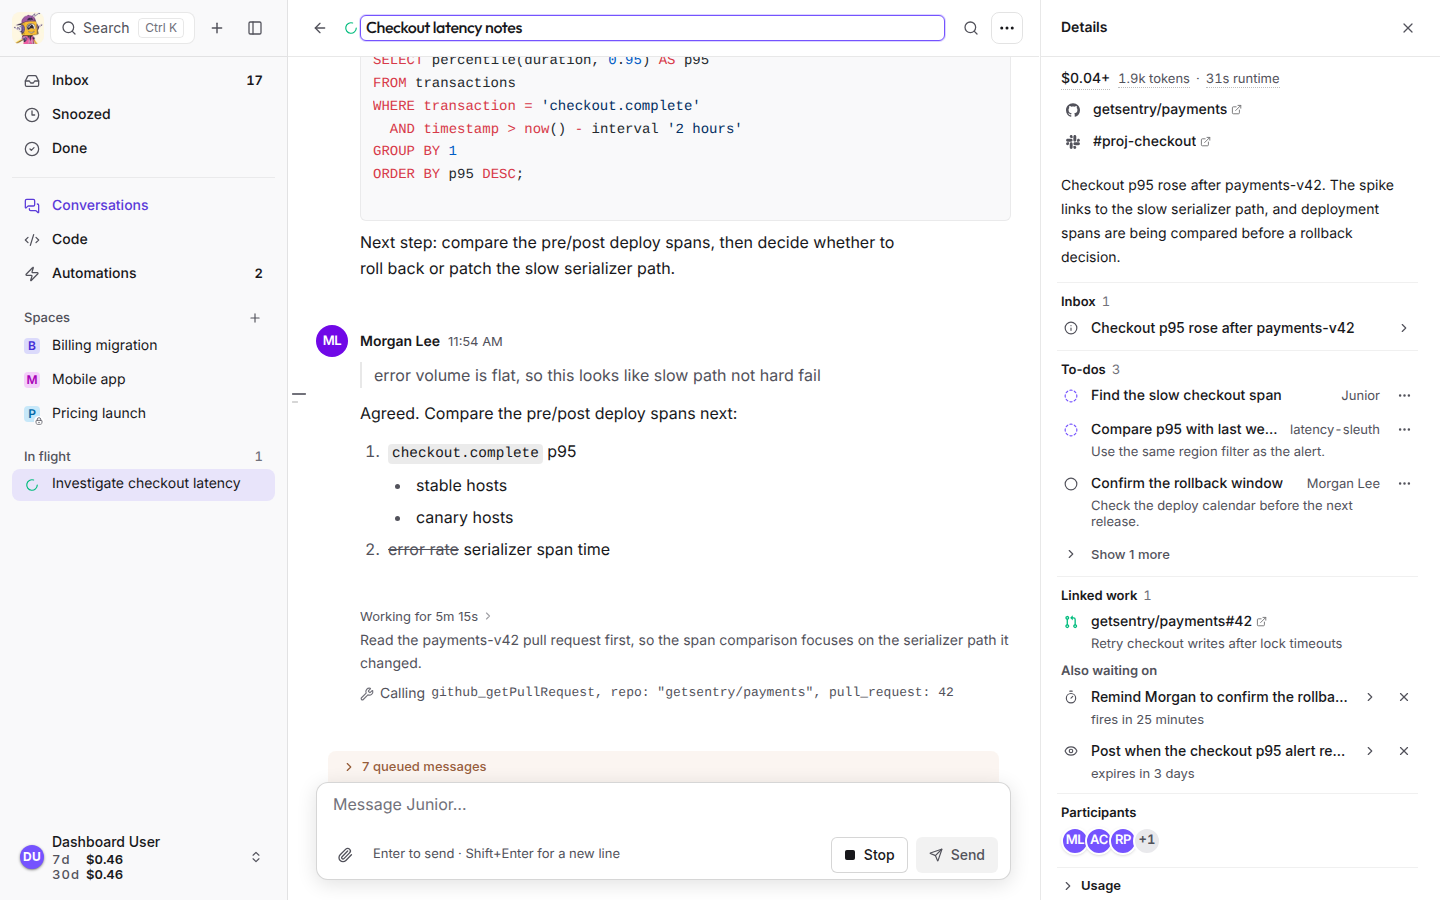 Search Ctrl K
Inbox 17
Snoozed
Done
Conversations
Code
Automations 2
Spaces
B Billing migration
M Mobile app
P Pricing launch
In flight 1
Investigate checkout latency
DU Dashboard User
7d $0.46
30d $0.46
Checkout latency notes
SELECT percentile(duration, 0.95) AS p95
FROM transactions
WHERE transaction = 'checkout.complete'
AND timestamp > now() - interval '2 hours'
GROUP BY 1
ORDER BY p95 DESC;
Next step: compare the pre/post deploy spans, then decide whether to
roll back or patch the slow serializer path.
ML Morgan Lee 11:54 AM
error volume is flat, so this looks like slow path not hard fail
Agreed. Compare the pre/post deploy spans next:
1. checkout.complete p95
• stable hosts
• canary hosts
2. error rate serializer span time
Working for 5m 15s
Read the payments-v42 pull request first, so the span comparison focuses on the serializer path it
changed.
Calling github_getPullRequest, repo: "getsentry/payments", pull_request: 42
7 queued messages
Message Junior...
Enter to send · Shift+Enter for a new line
Stop
Send
Details
$0.04+ 1.9k tokens · 31s runtime
getsentry/payments
#proj-checkout
Checkout p95 rose after payments-v42. The spike
links to the slow serializer path, and deployment
spans are being compared before a rollback
decision.
Inbox 1
Checkout p95 rose after payments-v42
To-dos 3
Find the slow checkout span Junior
Compare p95 with last we... latency-sleuth
Use the same region filter as the alert.
Confirm the rollback window Morgan Lee
Check the deploy calendar before the next
release.
Show 1 more
Linked work 1
getsentry/payments#42
Retry checkout writes after lock timeouts
Also waiting on
Remind Morgan to confirm the rollba...
fires in 25 minutes
Post when the checkout p95 alert re...
expires in 3 days
Participants
ML AC RP +1
Usage